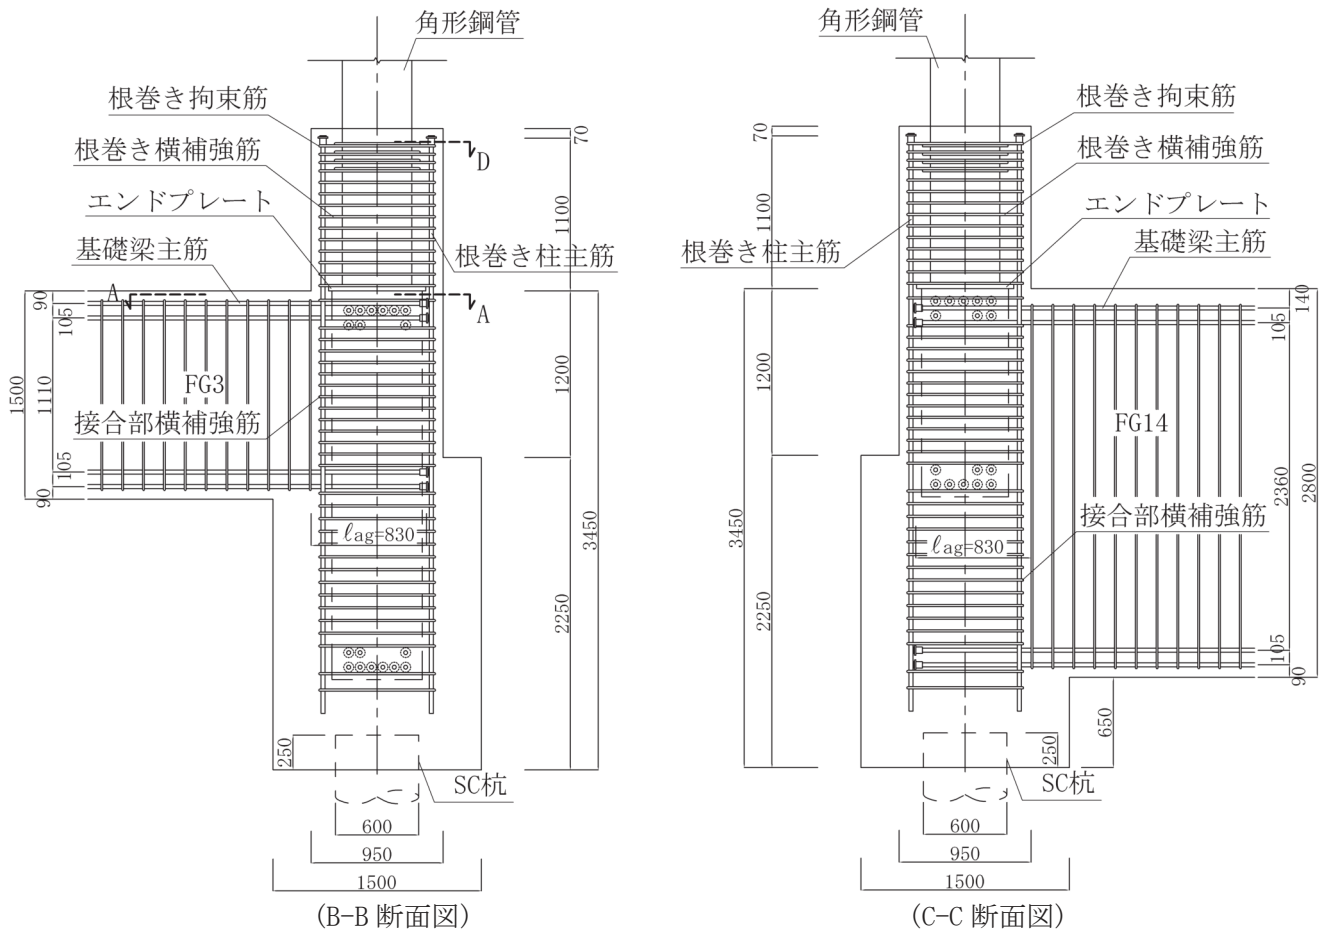 角形鋼管
根巻き拘束筋
根巻き横補強筋
エンドプレート
基礎梁主筋
根巻き柱主筋
接合部横補強筋
FG3
A
A
D
70
1100
1200
2250
3450
90
105
1110
105
90
1500
ℓag=830
250
SC杭
600
950
1500
(B-B 断面図)
角形鋼管
根巻き拘束筋
根巻き横補強筋
エンドプレート
基礎梁主筋
根巻き柱主筋
接合部横補強筋
FG14
70
1100
1200
2250
3450
140
105
2360
105
90
2800
650
ℓag=830
250
SC杭
600
950
1500
(C-C 断面図)